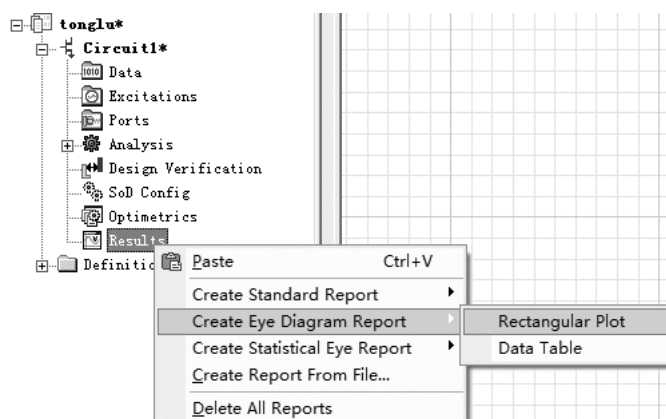 tonglu*
Circuit1*
Data
Excitations
Ports
Analysis
Design Verification
SoD Config
Optimetrics
Results
Paste Ctrl+V
Create Standard Report
Create Eye Diagram Report
Rectangular Plot
Create Statistical Eye Report
Data Table
Create Report From File...
Delete All Reports